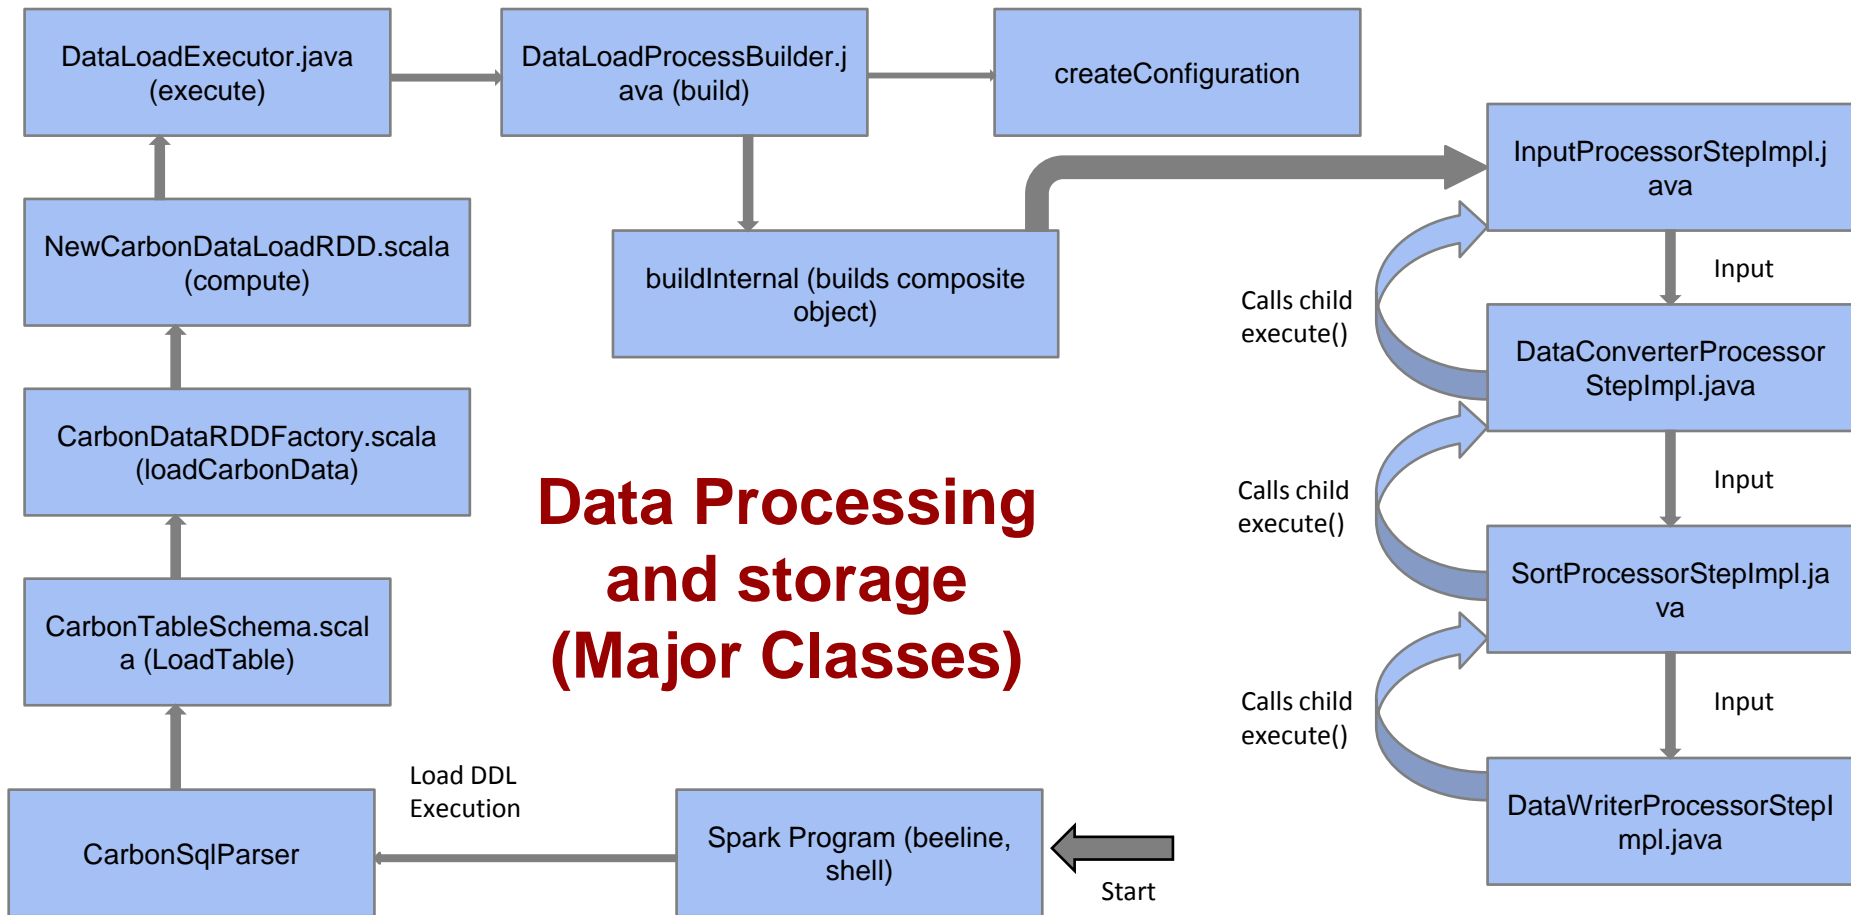 DataLoadExecutor.java
(execute)
DataLoadProcessBuilder.j
ava (build)
createConfiguration
InputProcessorStepImpl.j
ava
NewCarbonDataLoadRDD.scala
(compute)
buildInternal (builds composite
object)
Calls child
execute()
Input
DataConverterProcessor
StepImpl.java
CarbonDataRDDFactory.scala
(loadCarbonData)
Data Processing
and storage
(Major Classes)
Calls child
execute()
Input
SortProcessorStepImpl.ja
va
CarbonTableSchema.scal
a (LoadTable)
Calls child
execute()
Input
Load DDL
Execution
CarbonSqlParser
Spark Program (beeline,
shell)
Start
DataWriterProcessorStepI
mpl.java